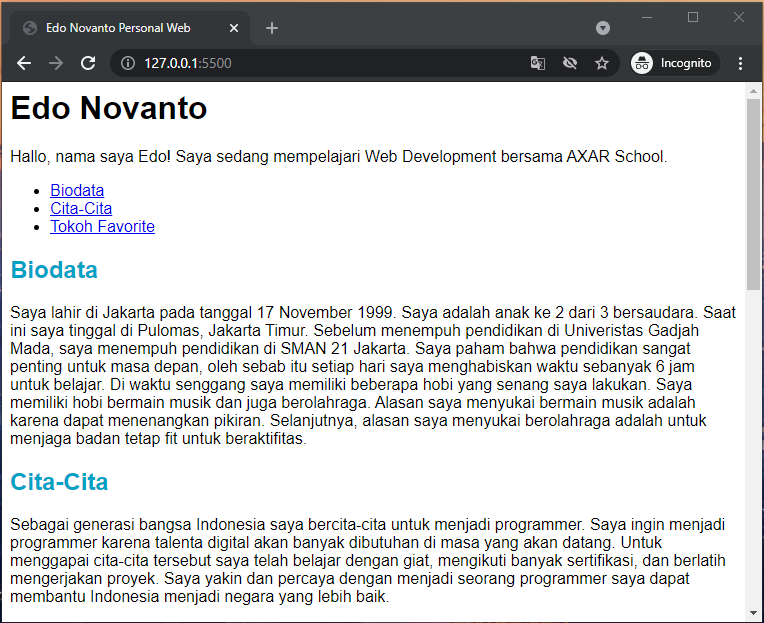 Edo Novanto Personal Web
127.0.0.1:5500
Incognito
Edo Novanto
Hallo, nama saya Edo! Saya sedang mempelajari Web Development bersama AXAR School.
Biodata
Cita-Cita
Tokoh Favorite
Biodata
Saya lahir di Jakarta pada tanggal 17 November 1999. Saya adalah anak ke 2 dari 3 bersaudara. Saat
ini saya tinggal di Pulomas, Jakarta Timur. Sebelum menempuh pendidikan di Univeristas Gadjah
Mada, saya menempuh pendidikan di SMAN 21 Jakarta. Saya paham bahwa pendidikan sangat
penting untuk masa depan, oleh sebab itu setiap hari saya menghabiskan waktu sebanyak 6 jam
untuk belajar. Di waktu senggang saya memiliki beberapa hobi yang senang saya lakukan. Saya
memiliki hobi bermain musik dan juga berolahraga. Alasan saya menyukai bermain musik adalah
karena dapat menenangkan pikiran. Selanjutnya, alasan saya menyukai berolahraga adalah untuk
menjaga badan tetap fit untuk beraktifitas.
Cita-Cita
Sebagai generasi bangsa Indonesia saya bercita-cita untuk menjadi programmer. Saya ingin menjadi
programmer karena talenta digital akan banyak dibutuhan di masa yang akan datang. Untuk
menggapai cita-cita tersebut saya telah belajar dengan giat, mengikuti banyak sertifikasi, dan berlatih
mengerjakan proyek. Saya yakin dan percaya dengan menjadi seorang programmer saya dapat
membantu Indonesia menjadi negara yang lebih baik.